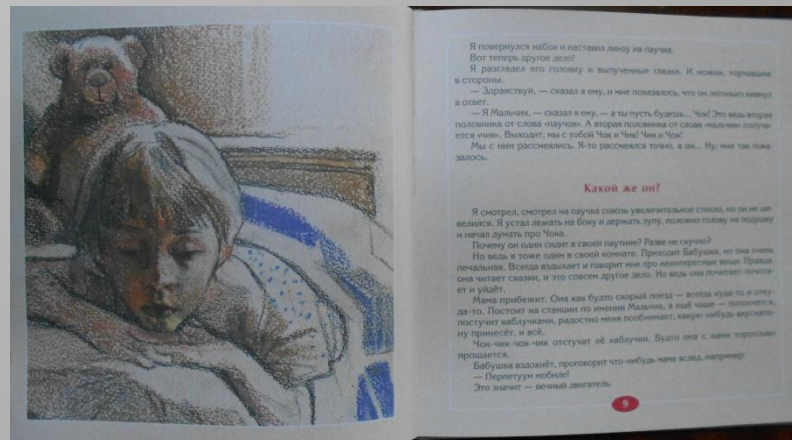 Я повернулся набок и наставил линзу на паучка.
Вот теперь другое дело!
Я разглядел его головку и выпученные глазки. И ножки, торчавшие
в стороны.
— Здравствуй, — сказал я ему, и мне показалось, что он легонько кивнул
в ответ.
— Я Мальчик, — сказал я ему, — а ты пусть будешь... Чок! Это ведь вторая
половинка от слова «паучок». А вторая половинка от слова «мальчик» получа-
ется «чик». Выходит, мы с тобой Чок и Чик! Чик и Чок!
Мы с ним рассмеялись. Я-то рассмеялся точно, а он... Ну, мне так пока-
залось.
Какой же он?
Я смотрел, смотрел на паучка сквозь увеличительное стекло, но он не ше-
велился. Я устал лежать на боку и держать лупу, положил голову на подушку
и начал думать про Чока.
Почему он один сидит в своей паутине? Разве не скучно?
Но ведь я тоже один в своей комнате. Приходит Бабушка, но она очень
печальная. Всегда вздыхает и говорит мне про неинтересные вещи. Правда,
она читает сказки, и это совсем другое дело. Но ведь она почитает-почита-
ет и уйдёт.
Мама прибежит. Она как будто скорый поезд — всегда куда-то и отку-
да-то. Постоит на станции по имени Мальчик, а ещё чаще — потопчется,
постучит каблучками, радостно меня пообнимает, какую-нибудь вкусняти-
ну принесёт, и всё.
Чок-чик-чок-чик отстучат её каблучки. Будто она с нами торопливо
прощается.
Бабушка вздохнёт, проговорит что-нибудь маме вслед, например:
— Перпетуум мобиле!
Это значит — вечный двигатель.
9